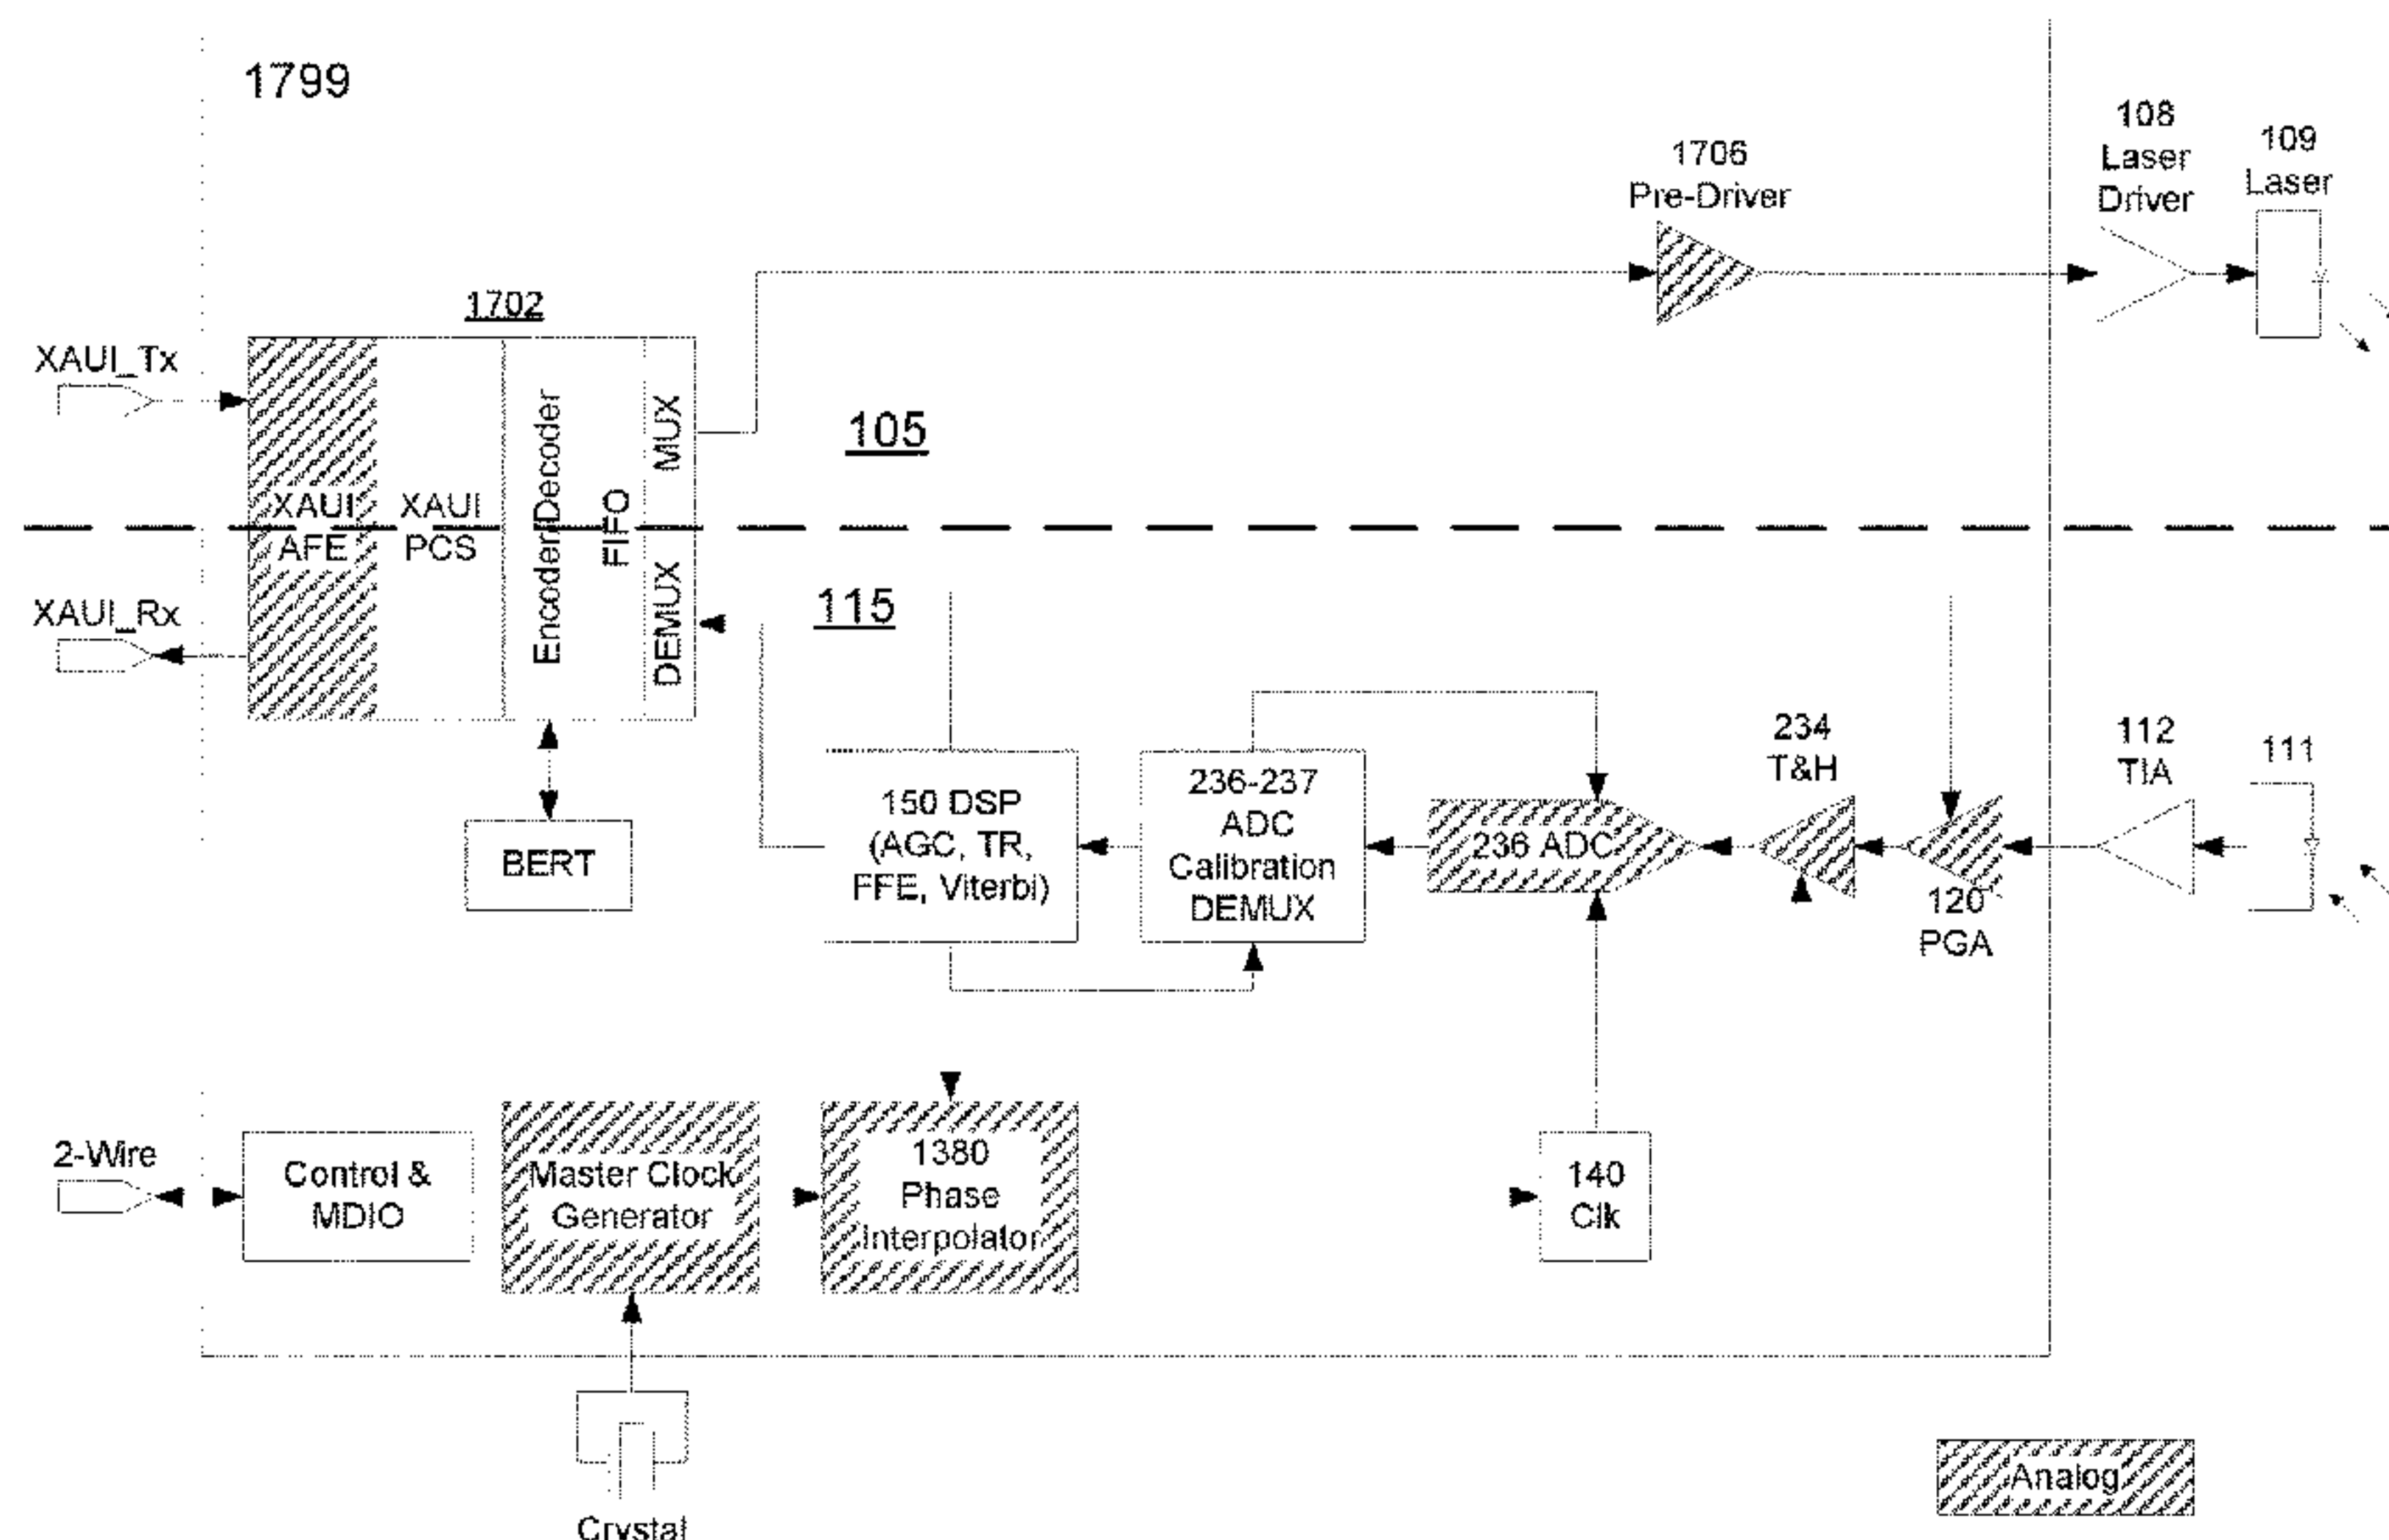 1799
108
Laser
Driver
109
Laser
1706
Pre-Driver
1702
XAUI_Tx
105
MUX
Encoder/Decoder
FIFO
XAUI
AFE
XAUI
PCS
DEMUX
115
XAUI_Rx
234
T&H
112
TIA
111
150 DSP
(AGC, TR,
FFE, Viterbi)
236-237
ADC
Calibration
DEMUX
236 ADC
BERT
120
PGA
2-Wire
Control &
MDIO
Master Clock
Generator
1380
Phase
Interpolator
140
Clk
Analog
Crystal